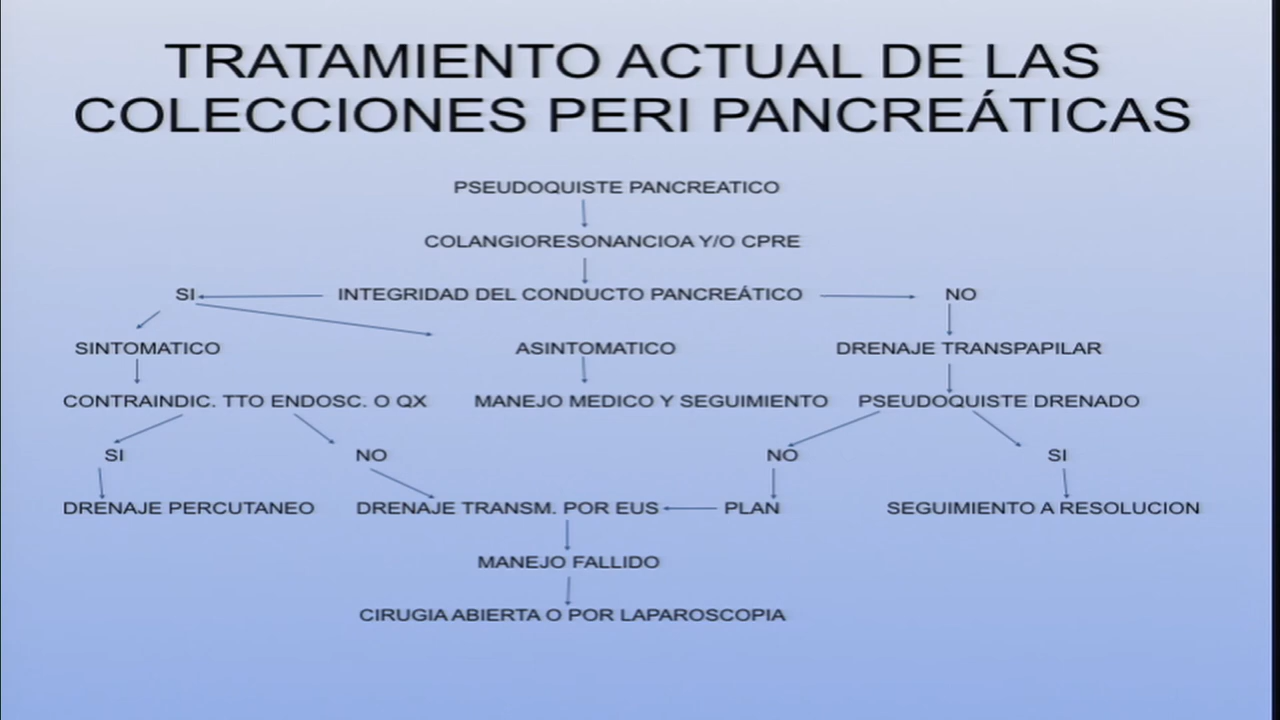 TRATAMIENTO ACTUAL DE LAS
COLECCIONES PERI PANCREÁTICAS
PSEUDOQUISTE PANCREATICO
COLANGIORESONANCIOA Y/O CPRE
SI INTEGRIDAD DEL CONDUCTO PANCREÁTICO NO
SINTOMATICO ASINTOMATICO DRENAJE TRANSPAPILAR
CONTRAINDIC. TTO ENDOSC. O QX MANEJO MEDICO Y SEGUIMIENTO PSEUDOQUISTE DRENADO
SI NO NO SI
DRENAJE PERCUTANEO DRENAJE TRANSM. POR EUS PLAN SEGUIMIENTO A RESOLUCION
MANEJO FALLIDO
CIRUGIA ABIERTA O POR LAPAROSCOPIA